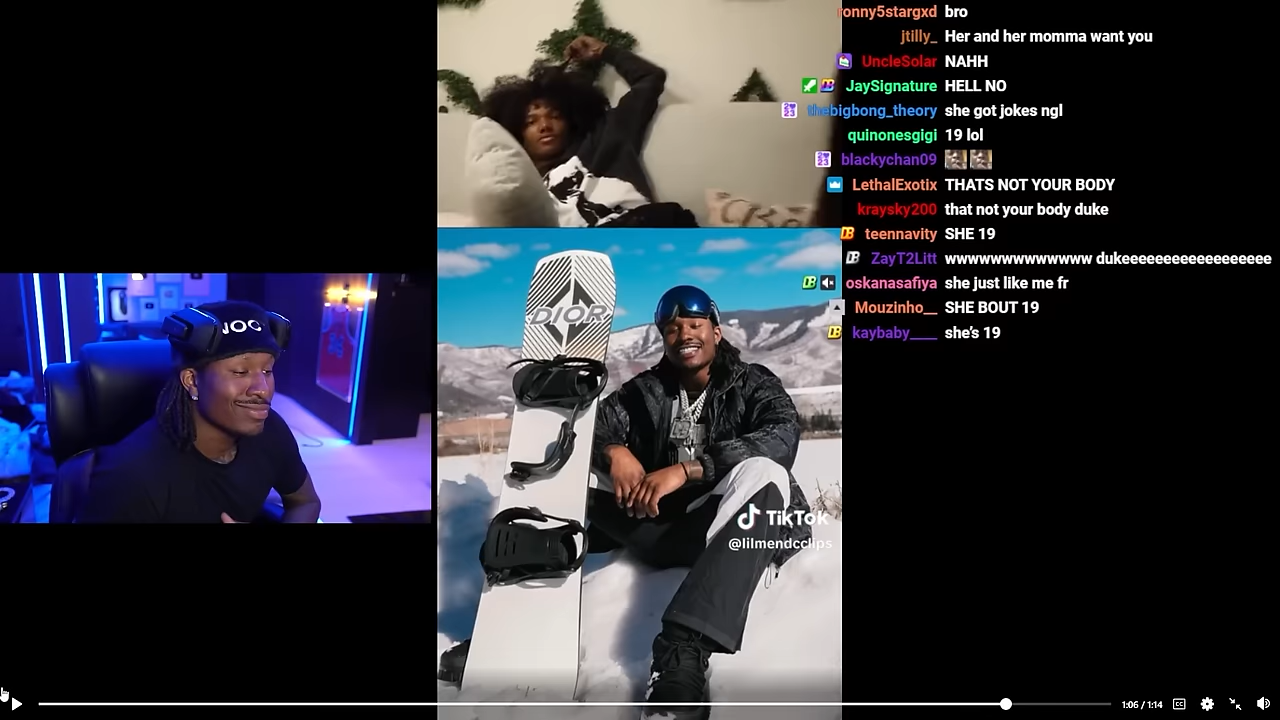 ronny5stargxd bro
jtilly_ Her and her momma want you
UncleSolar NAHH
JaySignature HELL NO
thebigbong_theory she got jokes ngl
quinonesgigi 19 lol
blackychan09
LethalExotix THATS NOT YOUR BODY
kraysky200 that not your body duke
teennavity SHE 19
ZayT2Litt wwwwwwwwwwwww dukeeeeeeeeeeeeeeeeee
oskanasafiya she just like me fr
Mouzinho__ SHE BOUT 19
kaybaby____ she's 19
DIOR
TikTok
@lilmendcclips
1:06 / 1:14